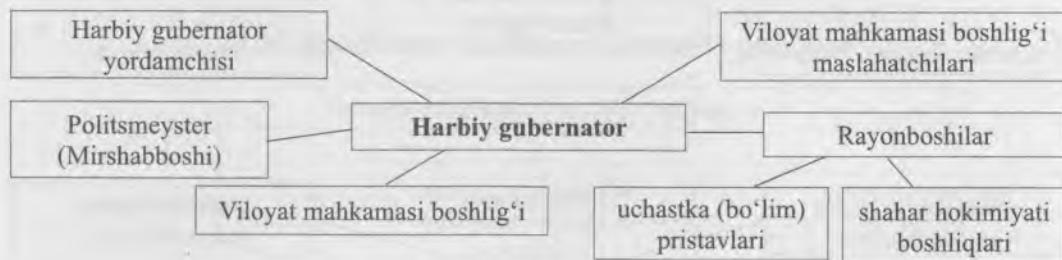 Harbiy gubernator
yordamchisi
Viloyat mahkamasi boshlig‘i
maslahatchilari
Politsmeyster
(Mirshabboshi)
Harbiy gubernator
Rayonboshilar
Viloyat mahkamasi boshlig‘i
uchastka (bo‘lim)
pristavlari
shahar hokimiyati
boshliqlari